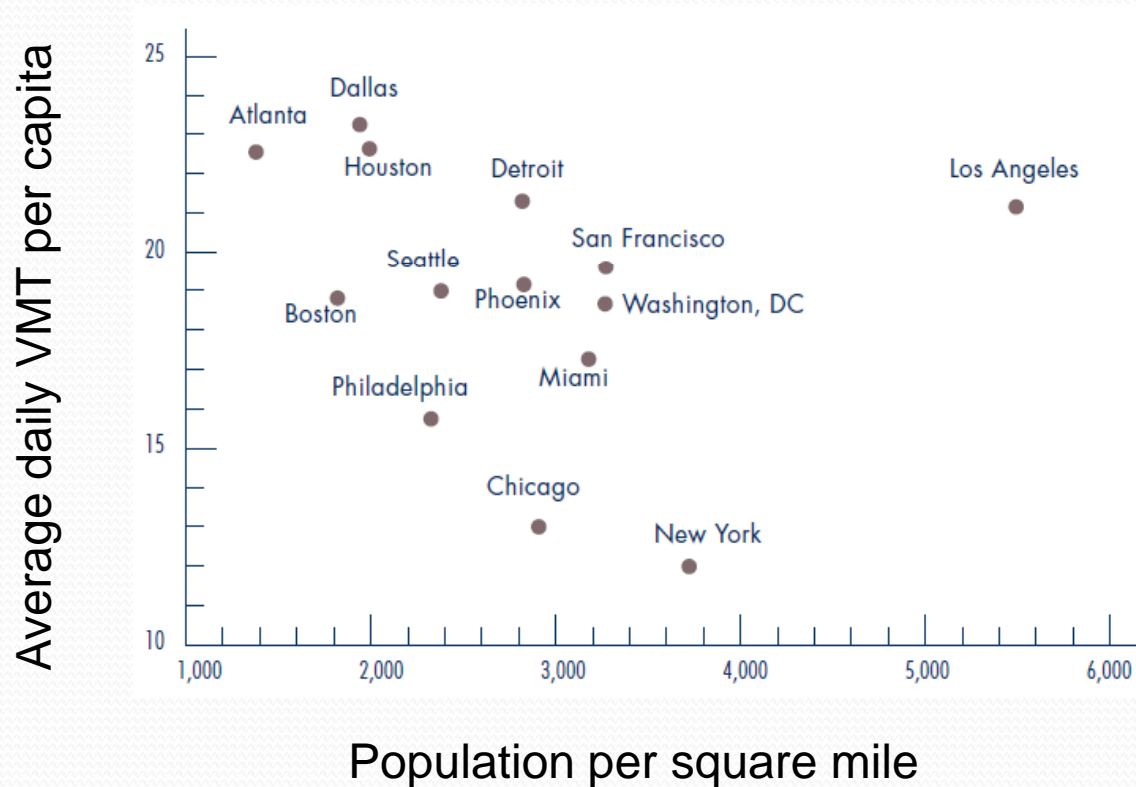 Average daily VMT per capita
25
20
15
10
Dallas
Atlanta
Houston
Detroit
Los Angeles
San Francisco
Seattle
Phoenix
Washington, DC
Boston
Miami
Philadelphia
Chicago
New York
1,000 2,000 3,000 4,000 5,000 6,000
Population per square mile